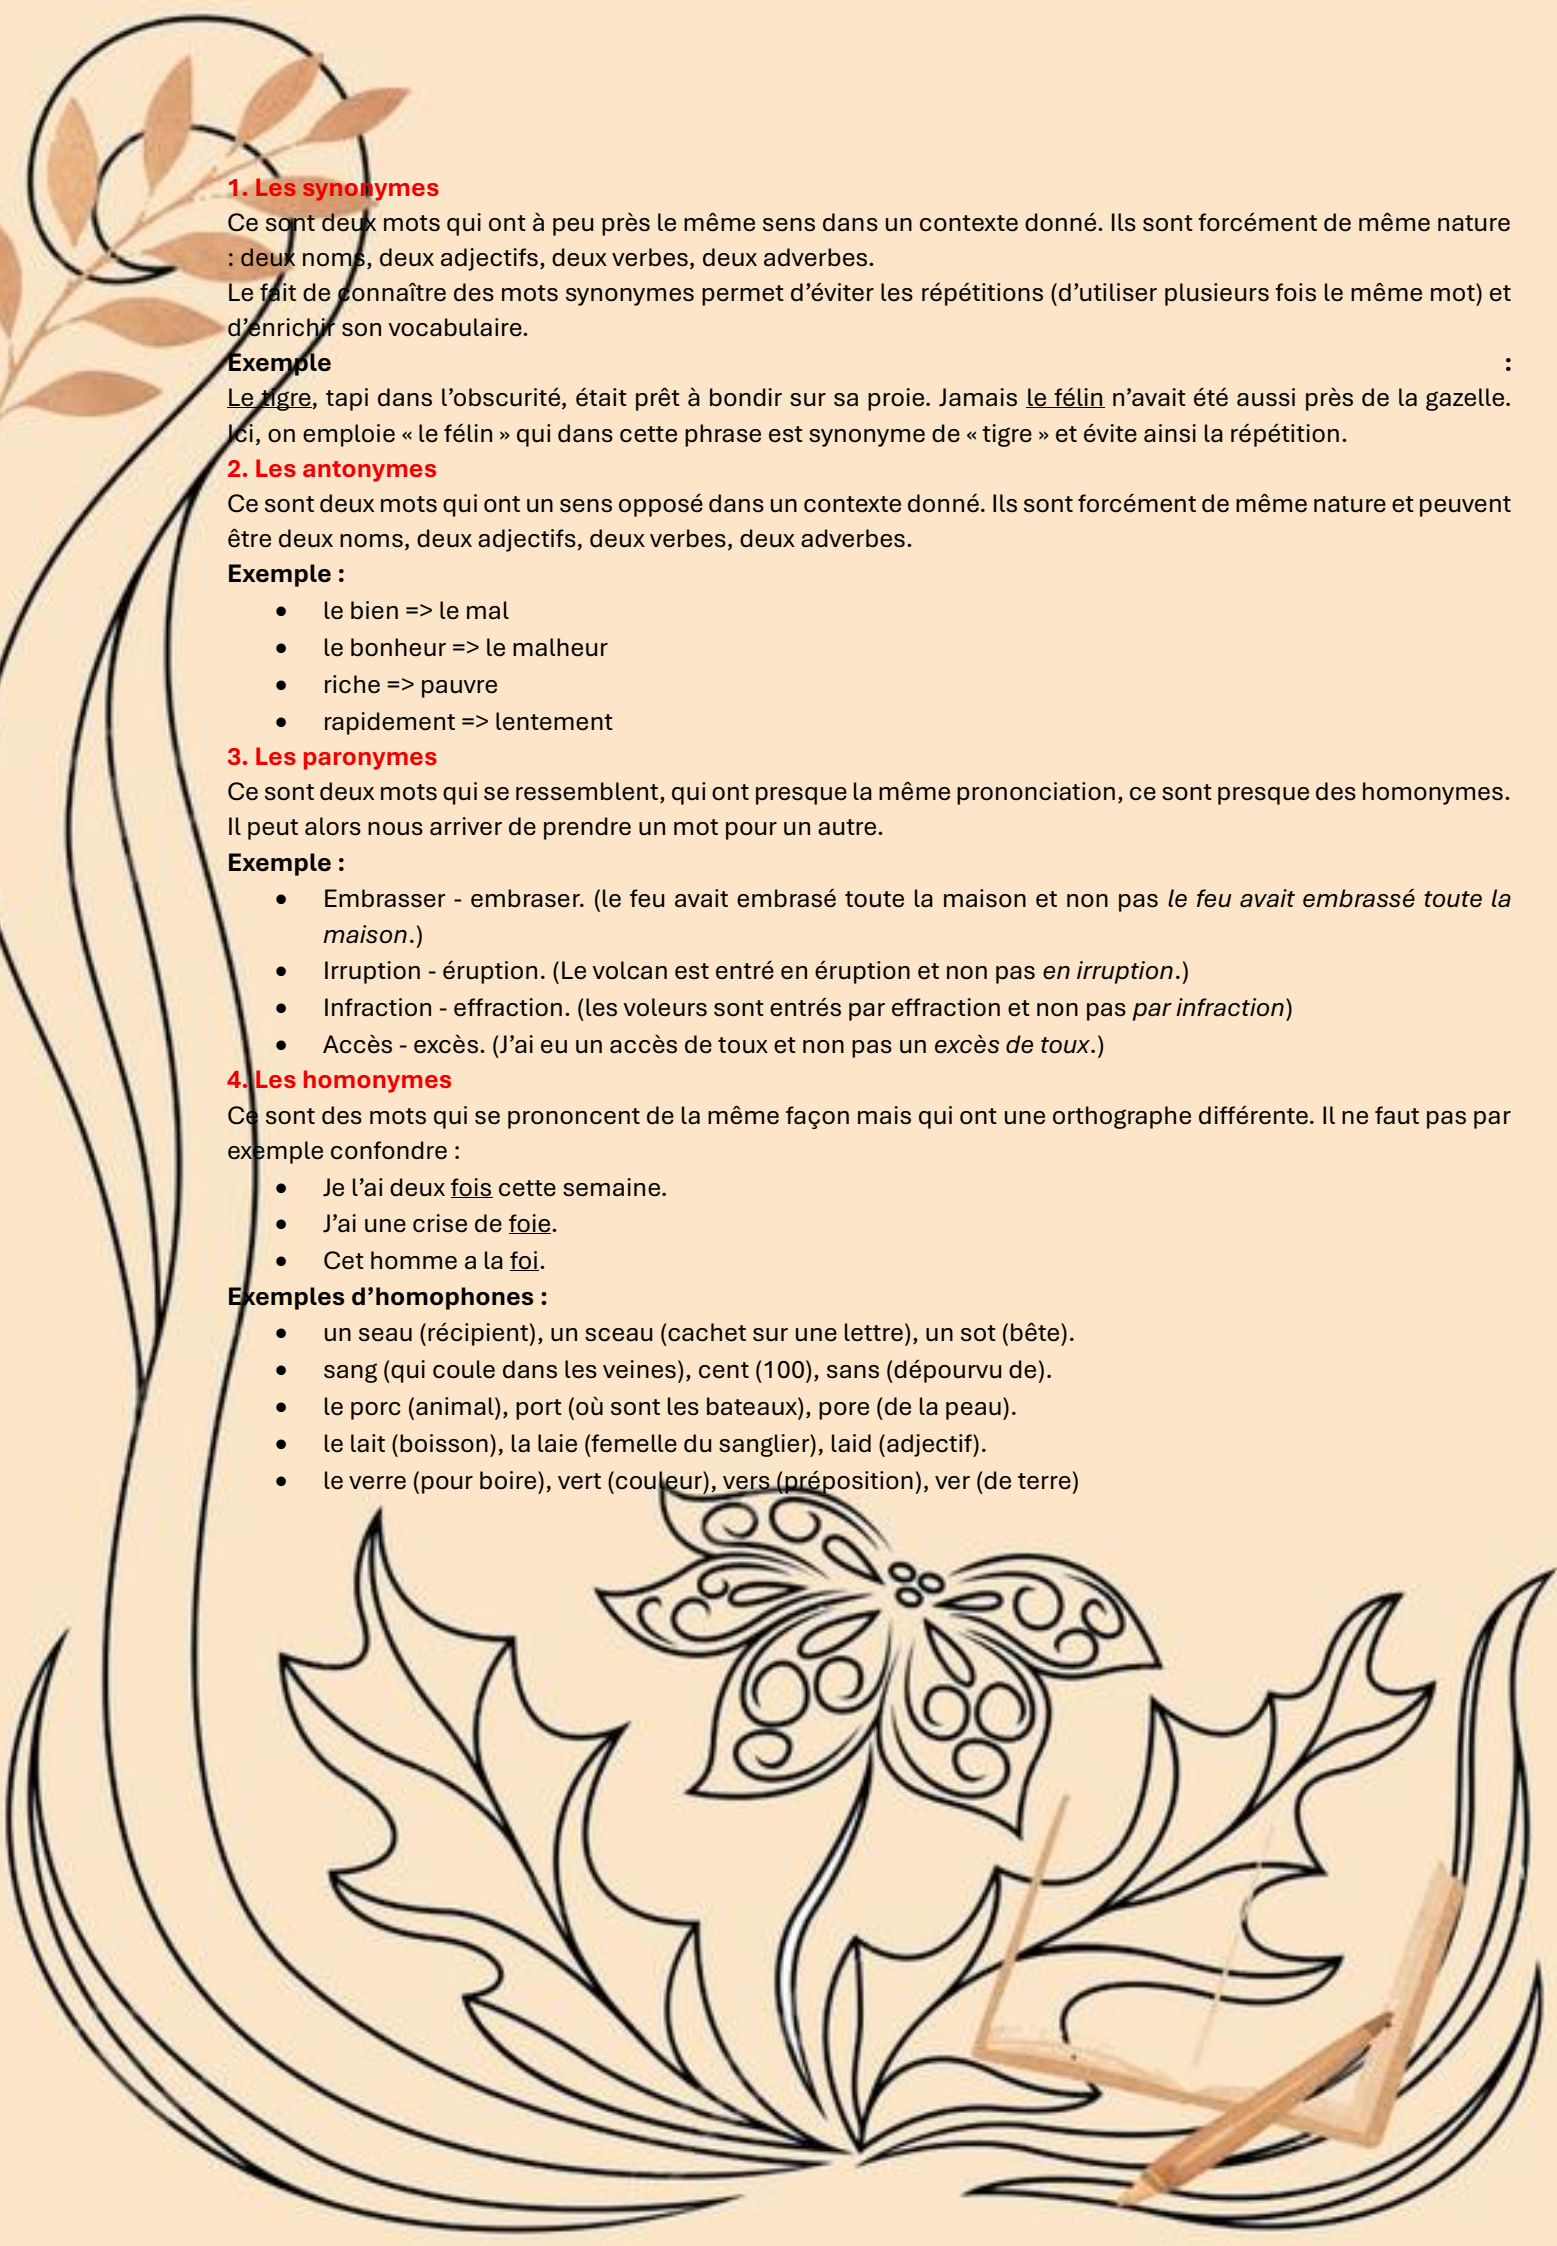 1. Les synonymes
Ce sont deux mots qui ont à peu près le même sens dans un contexte donné. Ils sont forcément de même nature
: deux noms, deux adjectifs, deux verbes, deux adverbes.
Le fait de connaître des mots synonymes permet d’éviter les répétitions (d’utiliser plusieurs fois le même mot) et
d’enrichir son vocabulaire.
Exemple :
Le tigre, tapi dans l’obscurité, était prêt à bondir sur sa proie. Jamais le félin n’avait été aussi près de la gazelle.
Ici, on emploie « le félin » qui dans cette phrase est synonyme de « tigre » et évite ainsi la répétition.
2. Les antonymes
Ce sont deux mots qui ont un sens opposé dans un contexte donné. Ils sont forcément de même nature et peuvent
être deux noms, deux adjectifs, deux verbes, deux adverbes.
Exemple :
• le bien => le mal
• le bonheur => le malheur
• riche => pauvre
• rapidement => lentement
3. Les paronymes
Ce sont deux mots qui se ressemblent, qui ont presque la même prononciation, ce sont presque des homonymes.
Il peut alors nous arriver de prendre un mot pour un autre.
Exemple :
• Embrasser - embraser. (le feu avait embrasé toute la maison et non pas le feu avait embrassé toute la
maison.)
• Irruption - éruption. (Le volcan est entré en éruption et non pas en irruption.)
• Infraction - effraction. (les voleurs sont entrés par effraction et non pas par infraction)
• Accès - excès. (J’ai eu un accès de toux et non pas un excès de toux.)
4. Les homonymes
Ce sont des mots qui se prononcent de la même façon mais qui ont une orthographe différente. Il ne faut pas par
exemple confondre :
• Je l’ai deux fois cette semaine.
• J’ai une crise de foie.
• Cet homme a la foi.
Exemples d’homophones :
• un seau (récipient), un sceau (cachet sur une lettre), un sot (bête).
• sang (qui coule dans les veines), cent (100), sans (dépourvu de).
• le porc (animal), port (où sont les bateaux), pore (de la peau).
• le lait (boisson), la laie (femelle du sanglier), laid (adjectif).
• le verre (pour boire), vert (couleur), vers (préposition), ver (de terre)